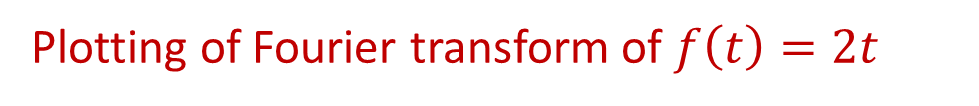 Plotting of Fourier transform of f(t) = 2t